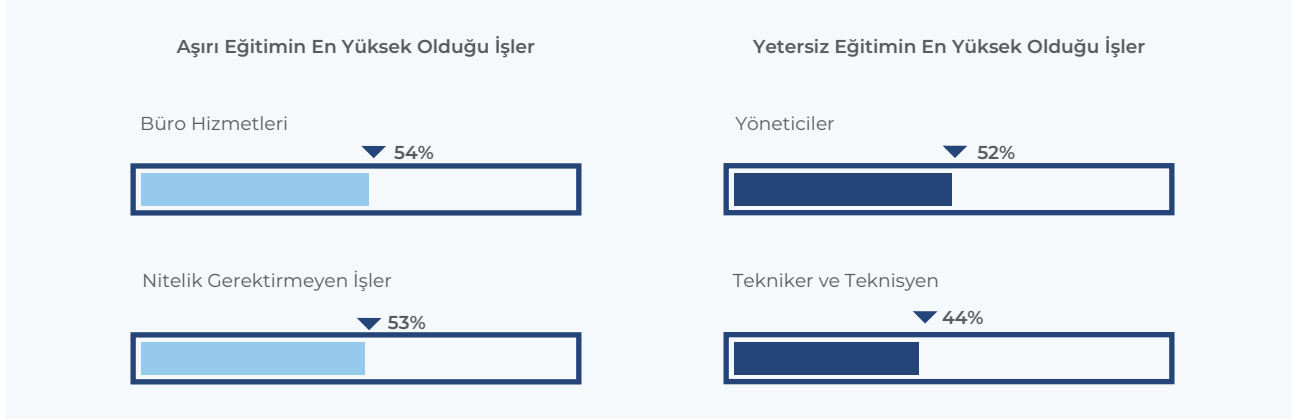 Aşırı Eğitimin En Yüksek Olduğu İşler
Büro Hizmetleri
54%
Nitelik Gerektirmeyen İşler
53%
Yetersiz Eğitimin En Yüksek Olduğu İşler
Yöneticiler
52%
Tekniker ve Teknisyen
44%